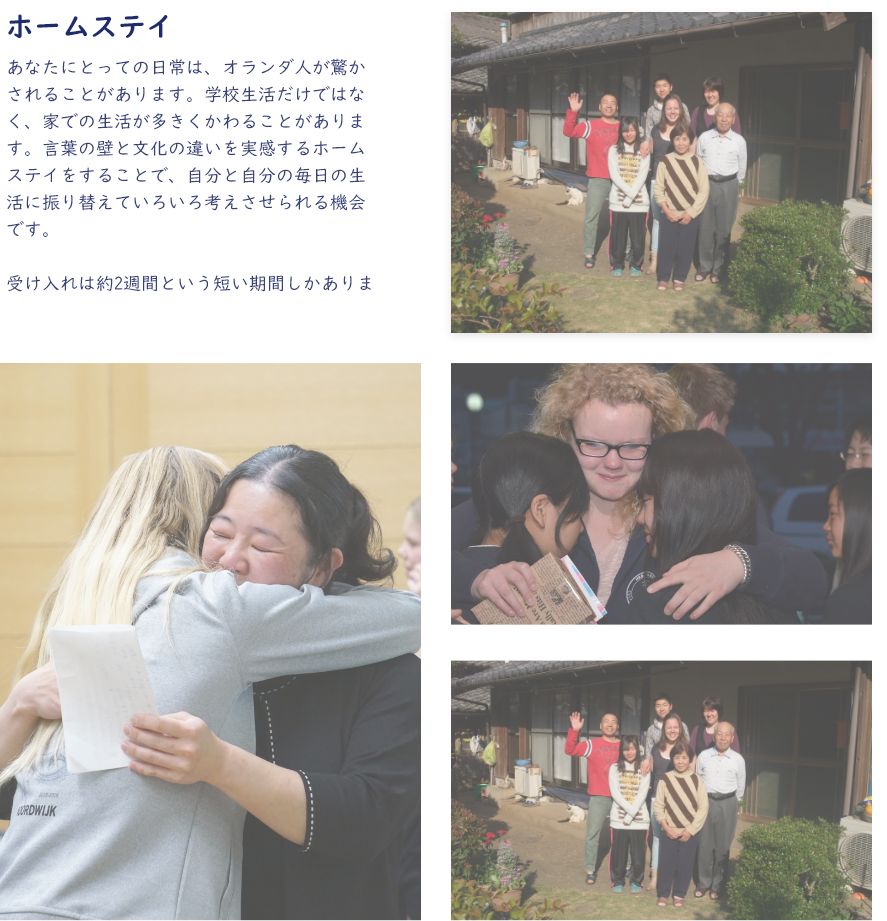 ホームステイ
あなたにとっての日常は、オランダ人が驚か
されることがあります。学校生活だけではな
く、家での生活が多きくかわることがありま
す。言葉の壁と文化の違いを実感するホーム
ステイをすることで、自分と自分の毎日の生
活に振り替えていろいろ考えさせられる機会
です。
受け入れは約2週間という短い期間しかありま